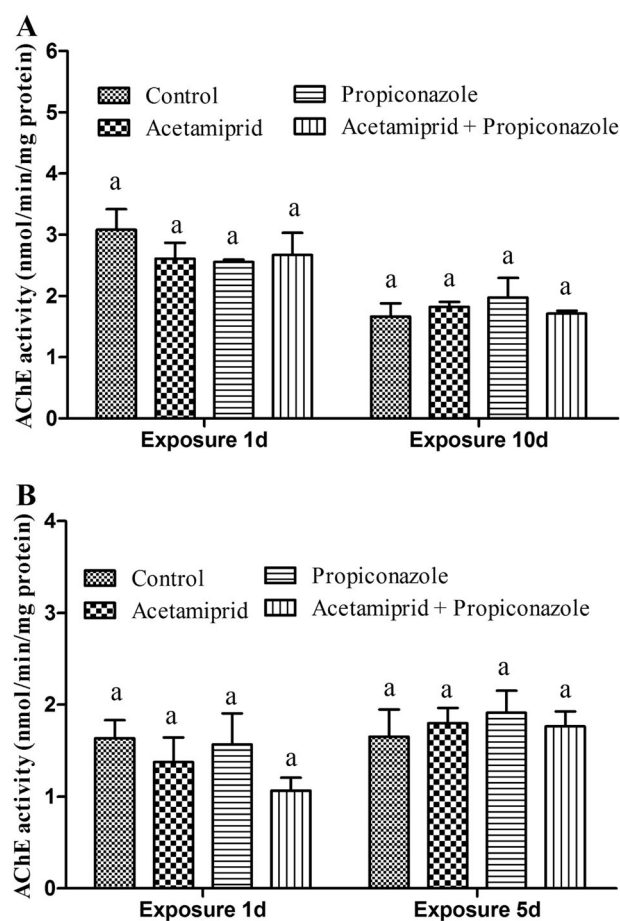 A
AChE activity (nmol/min/mg protein)
6
5
4
3
2
1
0
Control
Propiconazole
Acetamiprid
Acetamiprid + Propiconazole
a a a a a a a a
Exposure 1d Exposure 10d
B
AChE activity (nmol/min/mg protein)
4
3
2
1
0
Control
Propiconazole
Acetamiprid
Acetamiprid + Propiconazole
a a a a a a a a
Exposure 1d Exposure 5d